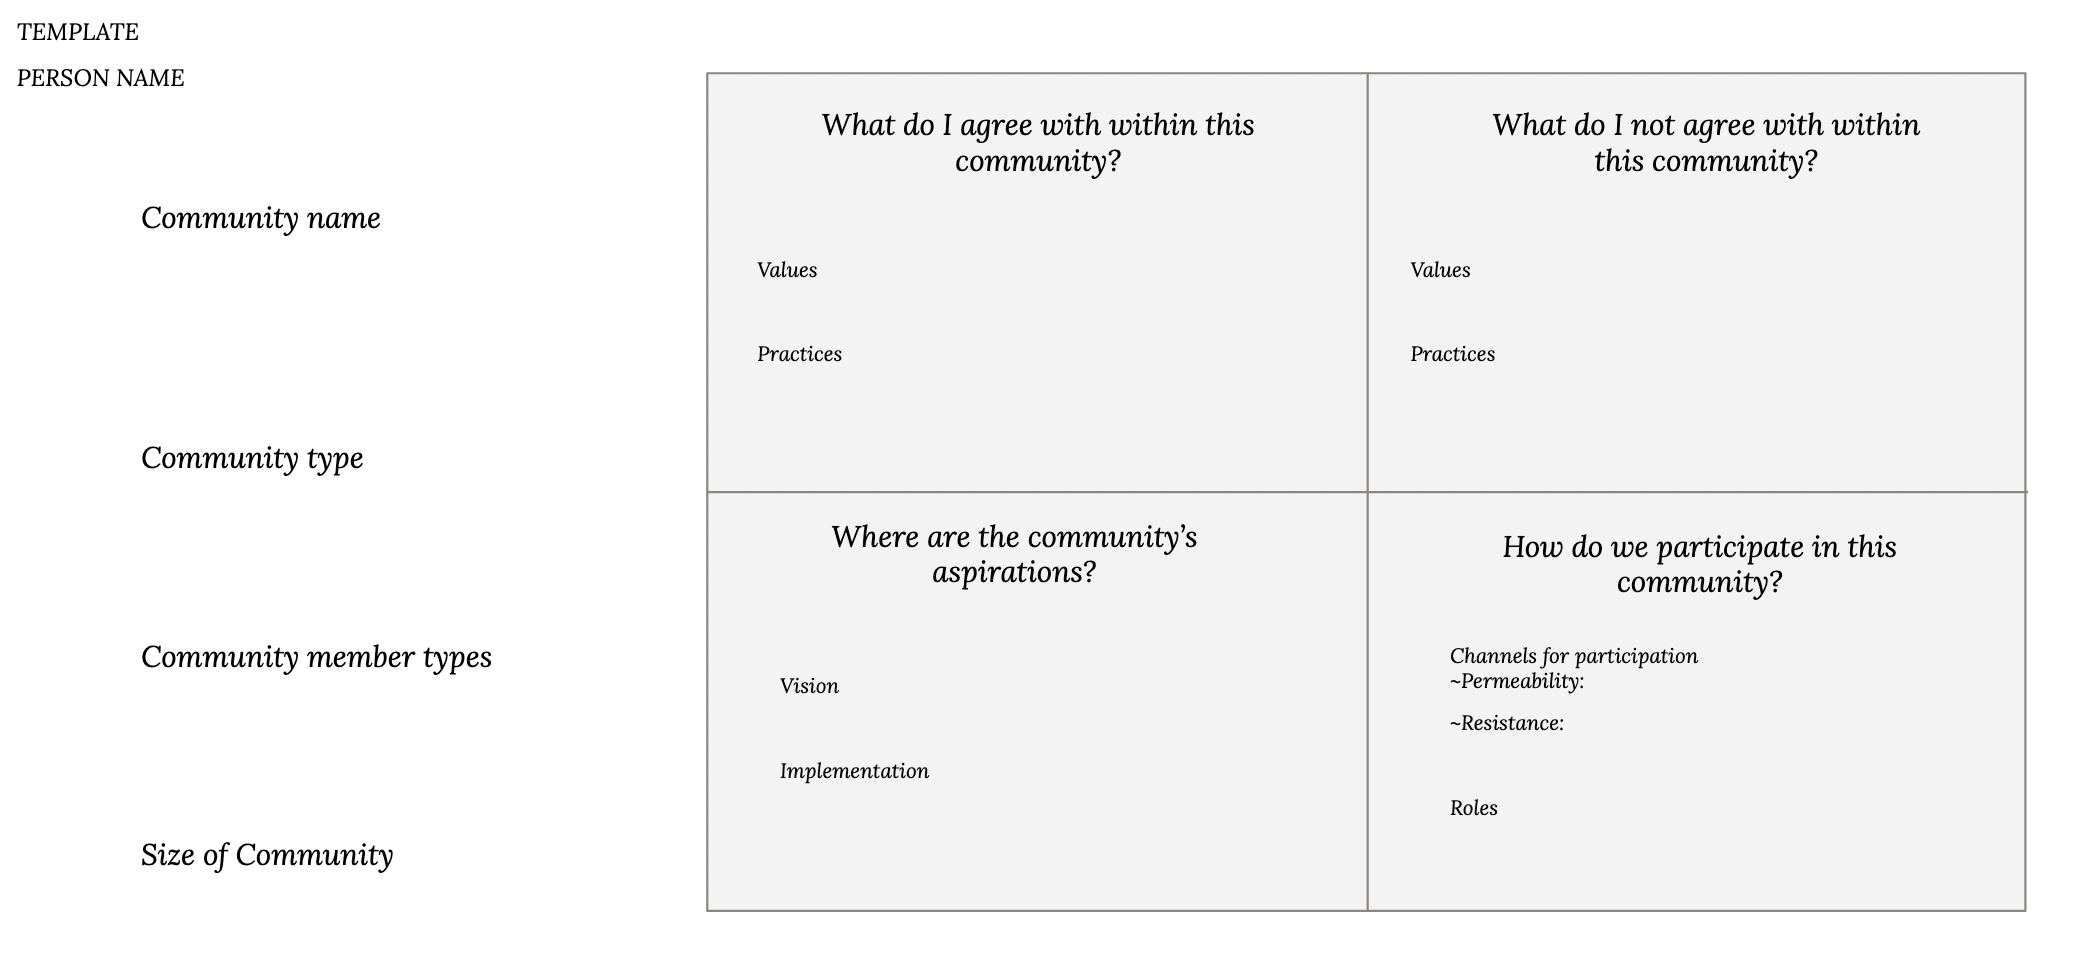 TEMPLATE
PERSON NAME
Community name
Community type
Community member types
Size of Community
What do I agree with within this
community?
Values
Practices
What do I not agree with within
this community?
Values
Practices
Where are the community’s
aspirations?
Vision
Implementation
How do we participate in this
community?
Channels for participation
~Permeability:
~Resistance:
Roles